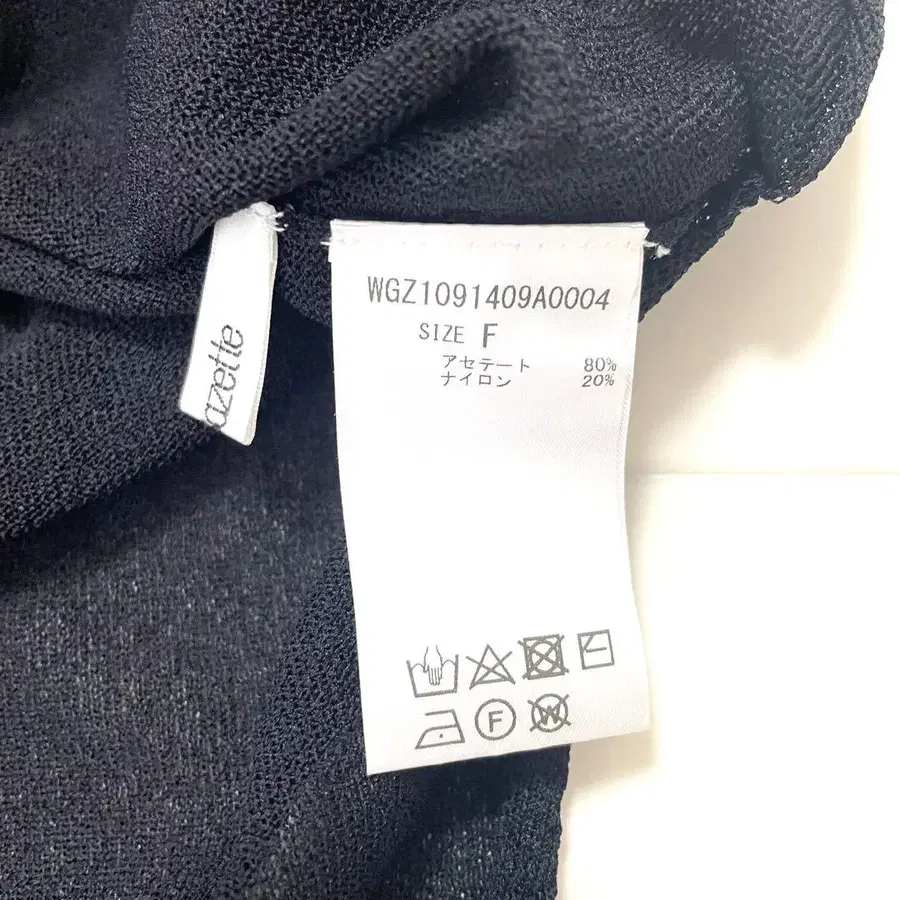 azette
WGZ1091409A0004
SIZE F
アセテート 80%
ナイロン 20%
F
W